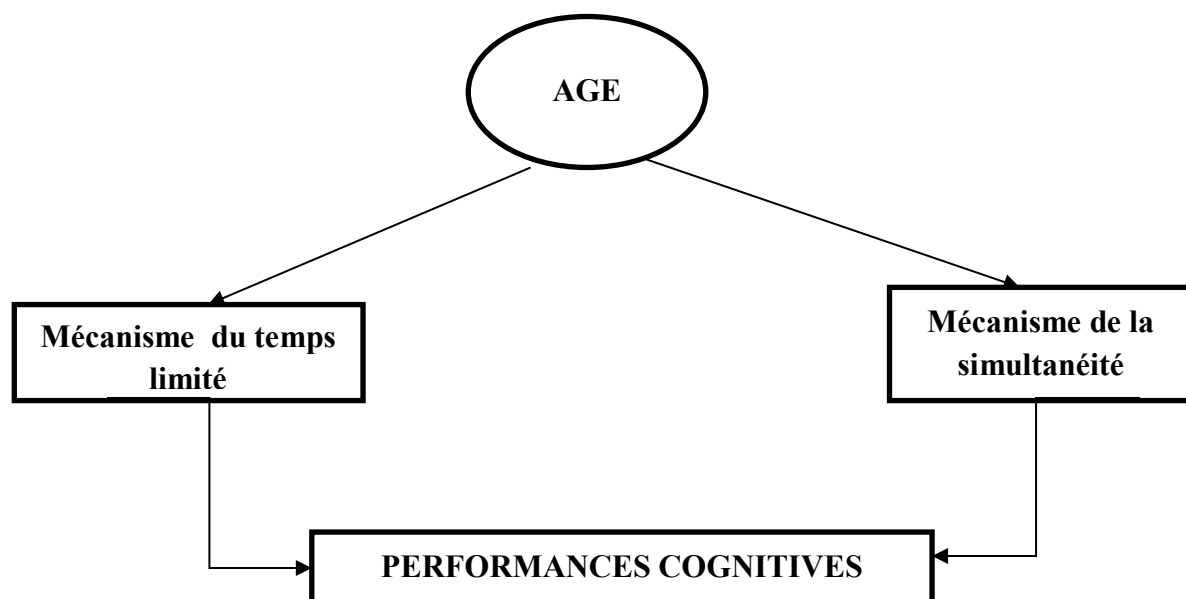 AGE
Mécanisme du temps
limité
Mécanisme de la
simultanéité
PERFORMANCES COGNITIVES